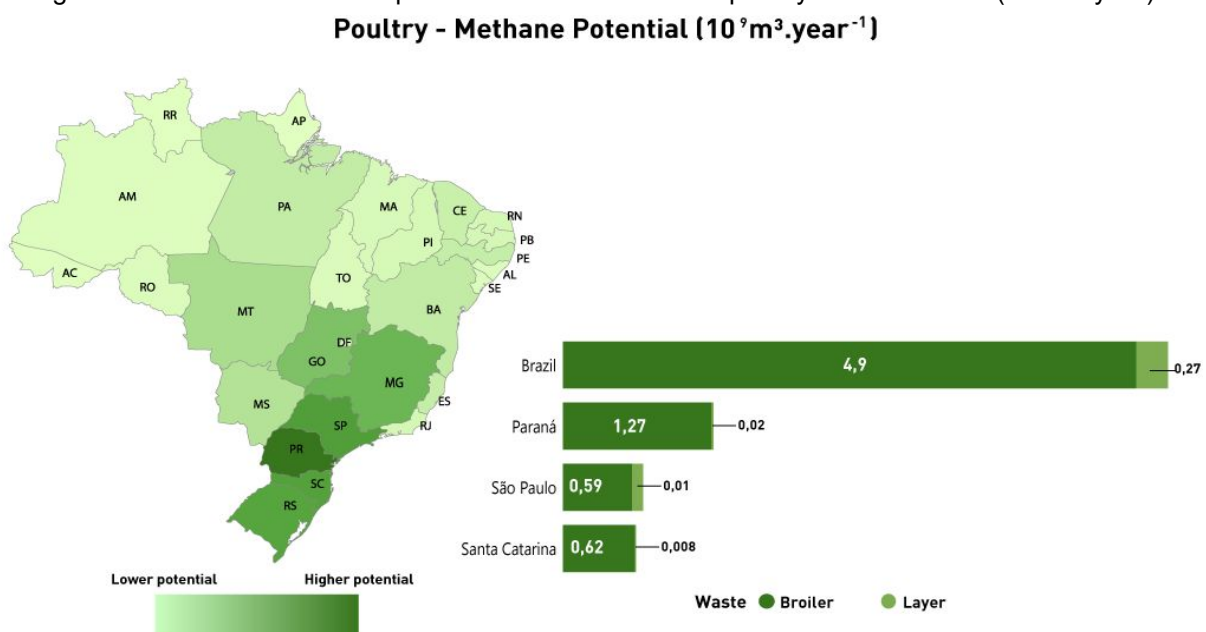 Poultry - Methane Potential (10⁹m³.year⁻¹)
RR
AP
AM
PA
MA
CE
RN
PB
PI
PE
AC
AL
TO
SE
RO
MT
BA
DF
GO
MG
MS
ES
SP
RJ
PR
SC
RS
Brazil 4,9 0,27
Paraná 1,27 0,02
São Paulo 0,59 0,01
Santa Catarina 0,62 0,008
Lower potential Higher potential
Waste Broiler Layer